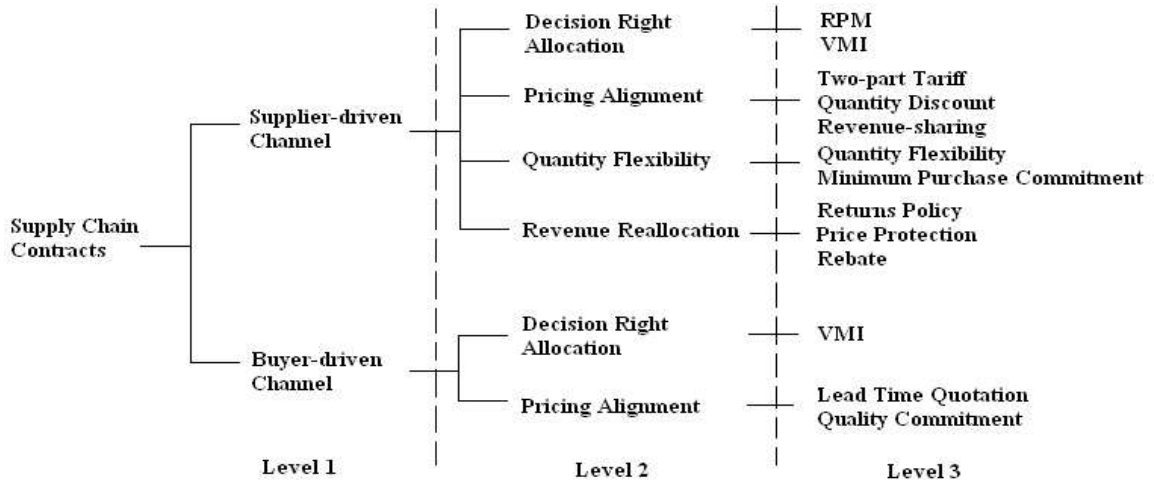 Supply Chain
Contracts
Supplier-driven
Channel
Decision Right
Allocation
RPM
VMI
Pricing Alignment
Two-part Tariff
Quantity Discount
Revenue-sharing
Quantity Flexibility
Quantity Flexibility
Minimum Purchase Commitment
Revenue Reallocation
Returns Policy
Price Protection
Rebate
Buyer-driven
Channel
Decision Right
Allocation
VMI
Pricing Alignment
Lead Time Quotation
Quality Commitment
Level 1
Level 2
Level 3